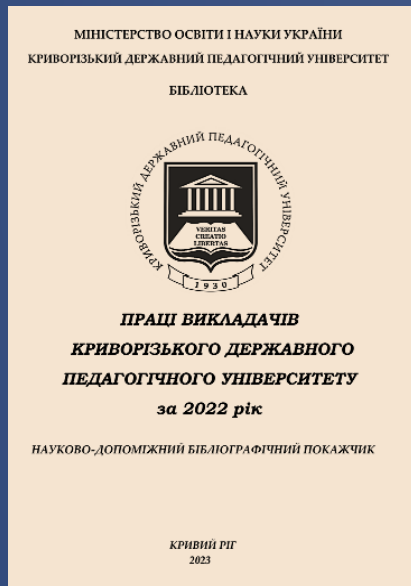 МІНІСТЕРСТВО ОСВІТИ І НАУКИ УКРАЇНИ
КРИВОРІЗЬКИЙ ДЕРЖАВНИЙ ПЕДАГОГІЧНИЙ УНІВЕРСИТЕТ
БІБЛІОТЕКА
КРИВОРІЗЬКИЙ ДЕРЖАВНИЙ ПЕДАГОГІЧНИЙ УНІВЕРСИТЕТ
VERITAS
CREATIO
LIBERTAS
1930
ПРАЦІ ВИКЛАДАЧІВ
КРИВОРІЗЬКОГО ДЕРЖАВНОГО
ПЕДАГОГІЧНОГО УНІВЕРСИТЕТУ
за 2022 рік
НАУКОВО-ДОПОМІЖНИЙ БІБЛІОГРАФІЧНИЙ ПОКАЖЧИК
КРИВИЙ РІГ
2023